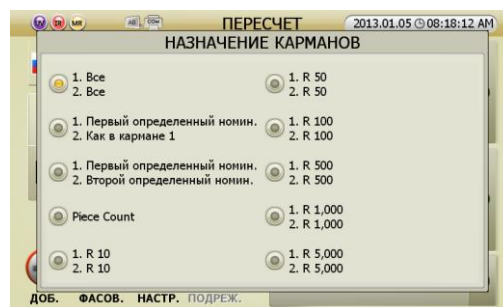 UV IR MR
ПЕРЕСЧЕТ
2013.01.05 08:18:12 AM
НАЗНАЧЕНИЕ КАРМАНОВ
1. Все
2. Все
1. Первый определенный номин.
2. Как в кармане 1
1. Первый определенный номин.
2. Второй определенный номин.
Piece Count
1. R 10
2. R 10
1. R 50
2. R 50
1. R 100
2. R 100
1. R 500
2. R 500
1. R 1,000
2. R 1,000
1. R 5,000
2. R 5,000
ДОБ. ФАСОВ. НАСТР. ПОДРЕЖ.